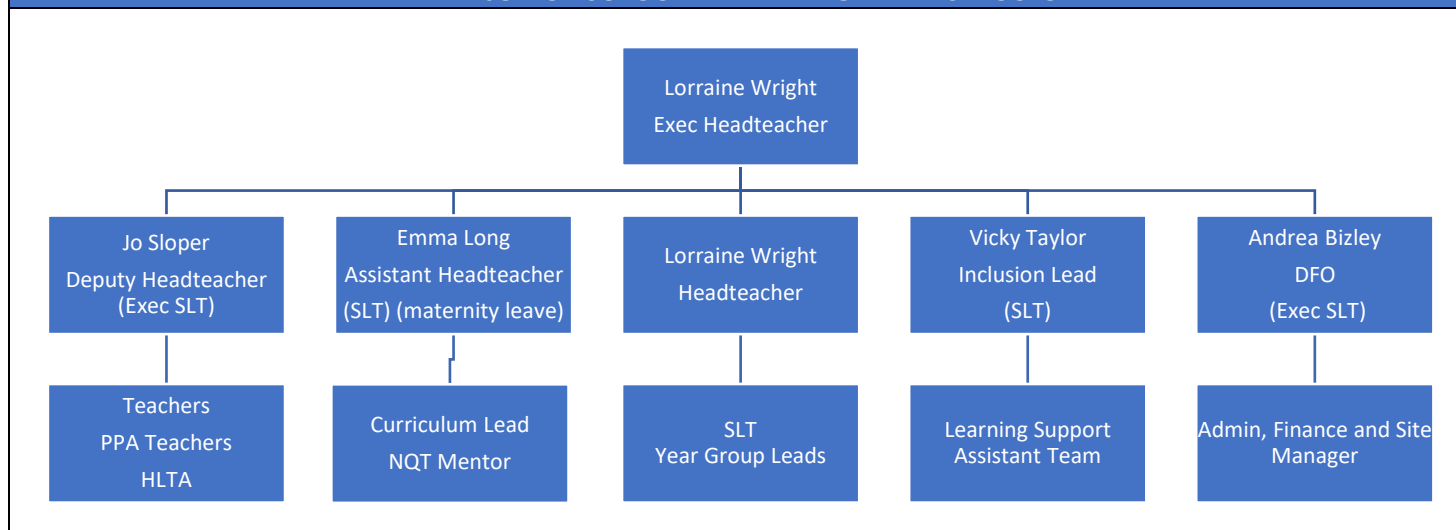 Lorraine Wright
Exec Headteacher
Jo Sloper
Deputy Headteacher
(Exec SLT)
Emma Long
Assistant Headteacher
(SLT) (maternity leave)
Lorraine Wright
Headteacher
Vicky Taylor
Inclusion Lead
(SLT)
Andrea Bizley
DFO
(Exec SLT)
Teachers
PPA Teachers
HLTA
Curriculum Lead
NQT Mentor
SLT
Year Group Leads
Learning Support
Assistant Team
Admin, Finance and Site
Manager